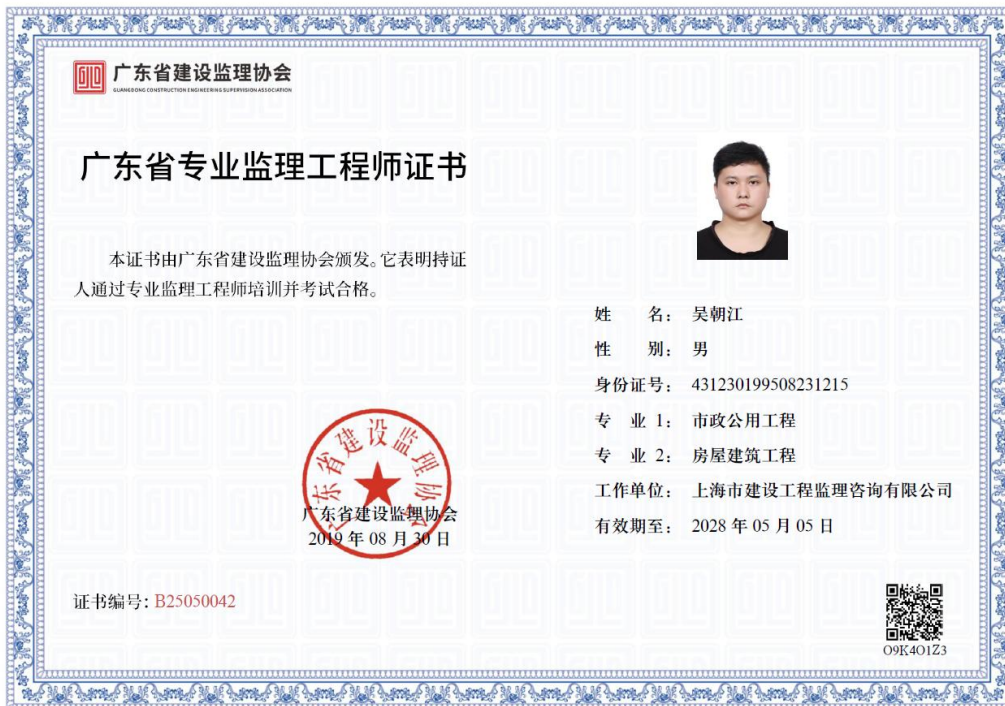 广东省建设监理协会
GUANGDONG CONSTRUCTION ENGINEERING SUPERVISION ASSOCIATION
广东省专业监理工程师证书
本证书由广东省建设监理协会颁发。它表明持证
人通过专业监理工程师培训并考试合格。
姓 名: 吴朝江
性 别: 男
身份证号: 431230199508231215
专 业 1: 市政公用工程
专 业 2: 房屋建筑工程
工作单位: 上海市建设工程监理咨询有限公司
有效期至: 2028 年 05 月 05 日
广东省建设监理协会
广东省建设监理协会
2019 年 08 月 30 日
证书编号: B25050042
O9K4O1Z3